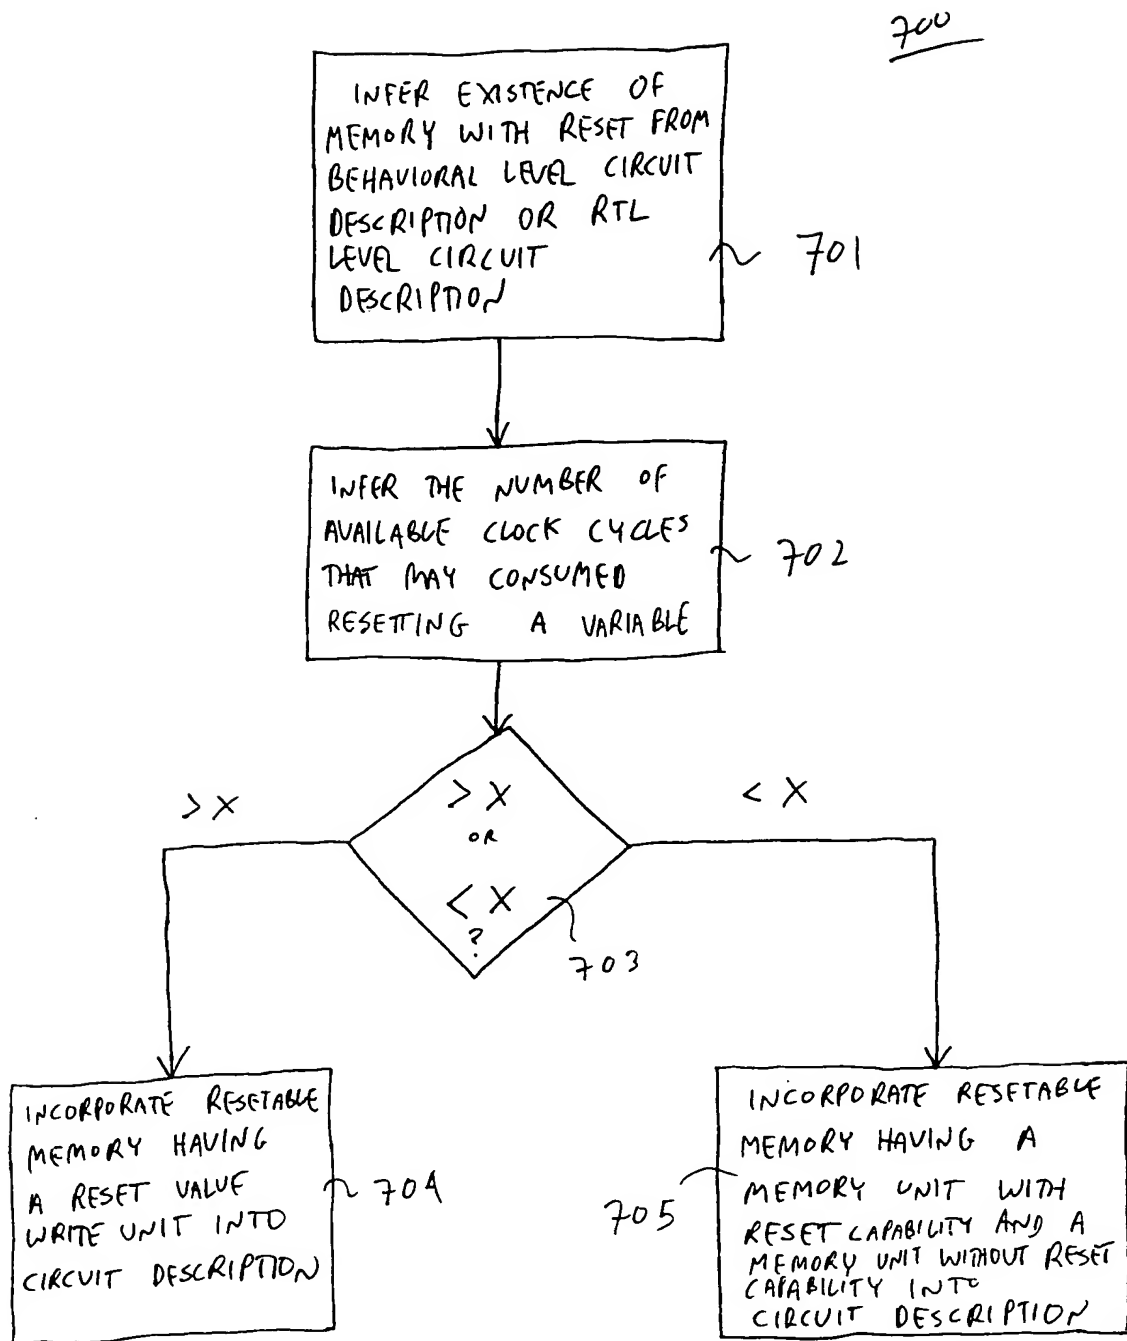 700
INFER EXISTENCE OF
MEMORY WITH RESET FROM
BEHAVIORAL LEVEL CIRCUIT
DESCRIPTION OR RTL
LEVEL CIRCUIT
DESCRIPTION
701
INFER THE NUMBER OF
AVAILABLE CLOCK CYCLES
THAT MAY CONSUMED
RESETTING A VARIABLE
702
> X
> X
OR
< X
?
< X
703
INCORPORATE RESETABLE
MEMORY HAVING
A RESET VALUE
WRITE UNIT INTO
CIRCUIT DESCRIPTION
704
705
INCORPORATE RESETABLE
MEMORY HAVING A
MEMORY UNIT WITH
RESET CAPABILITY AND A
MEMORY UNIT WITHOUT RESET
CAPABILITY INTO
CIRCUIT DESCRIPTION